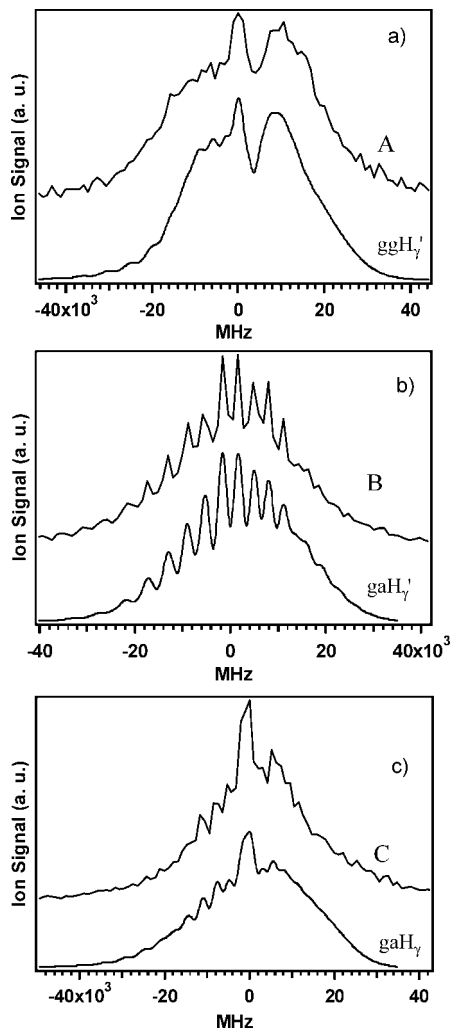 a)
Ion Signal (a. u.)
A
ggHγ'
-40x10³ -20 0 20 40
MHz
b)
Ion Signal (a. u.)
B
gaHγ'
-40 -20 0 20 40x10³
MHz
c)
Ion Signal (a. u.)
C
gaHγ
-40x10³ -20 0 20 40
MHz